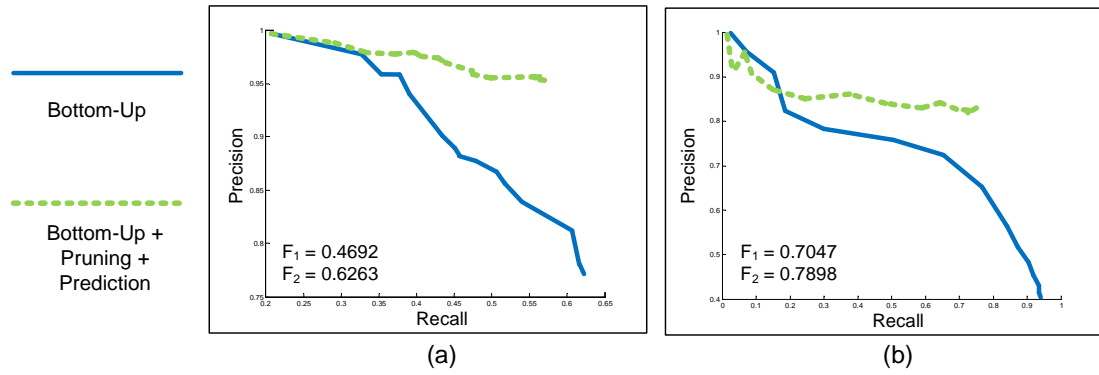 Bottom-Up
Bottom-Up +
Pruning +
Prediction
Precision
1
0.95
0.9
0.85
0.8
0.75
F1 = 0.4692
F2 = 0.6263
0.2 0.25 0.3 0.35 0.4 0.45 0.5 0.55 0.6 0.65
Recall
(a)
Precision
1
0.9
0.8
0.7
0.6
0.5
0.4
F1 = 0.7047
F2 = 0.7898
0 0.1 0.2 0.3 0.4 0.5 0.6 0.7 0.8 0.9 1
Recall
(b)